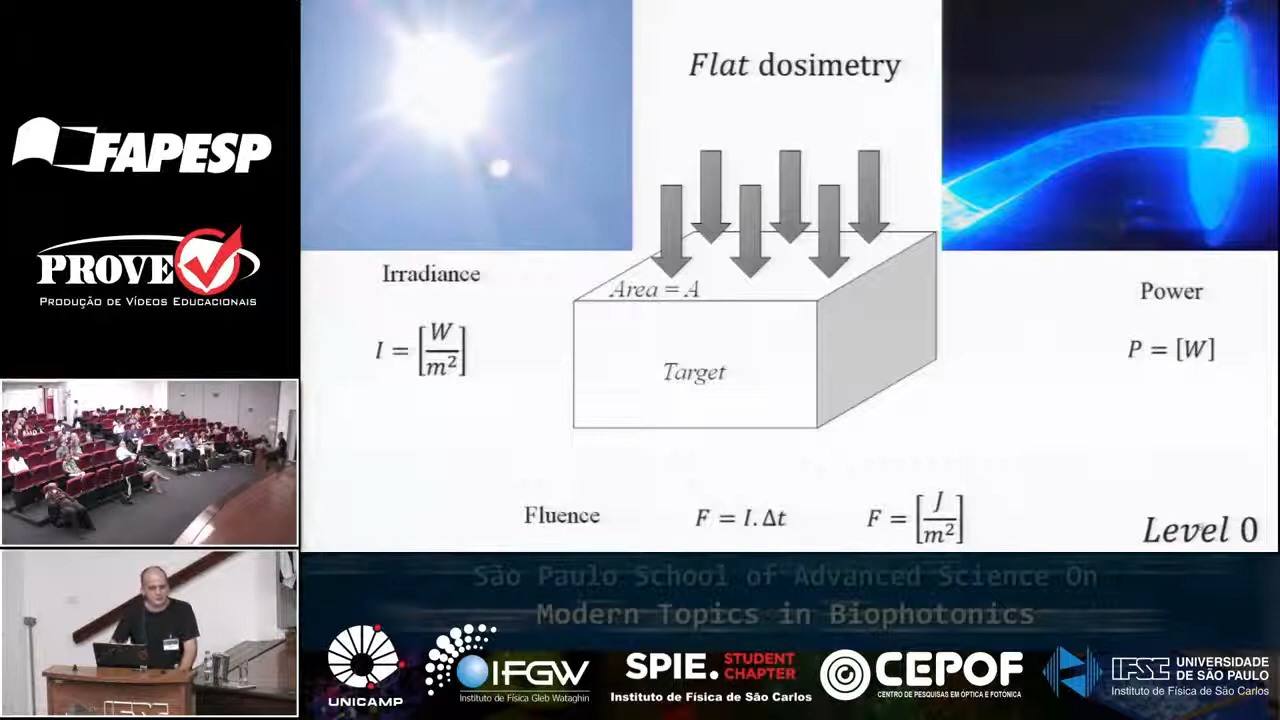 FAPESP
PROVE
PRODUÇÃO DE VÍDEOS EDUCACIONAIS
Flat dosimetry
Irradiance
I = [W/m²]
Area = A
Target
Power
P = [W]
Fluence
F = I.Δt
F = [J/m²]
Level 0
São Paulo School of Advanced Science On
Modern Topics in Biophotonics
UNICAMP
IFGW
Instituto de Física Gleb Wataghin
SPIE. STUDENT CHAPTER
Instituto de Física de São Carlos
CEPOF
CENTRO DE PESQUISAS EM ÓPTICA E FOTÔNICA
IFSC
UNIVERSIDADE DE SÃO PAULO
Instituto de Física de São Carlos
IFSC